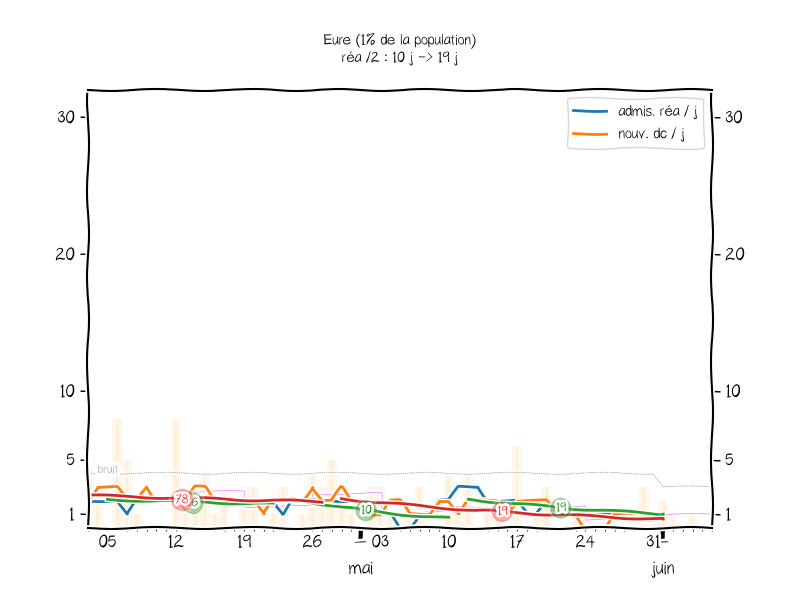 Eure (1% de la population)
réa /2 : 10 j -> 19 j
admis. réa / j
nouv. dc / j
30 30
20 20
10 10
5 5
1 1
bruit
78 6 10 19 19
05 12 19 26 03 10 17 24 31
mai juin